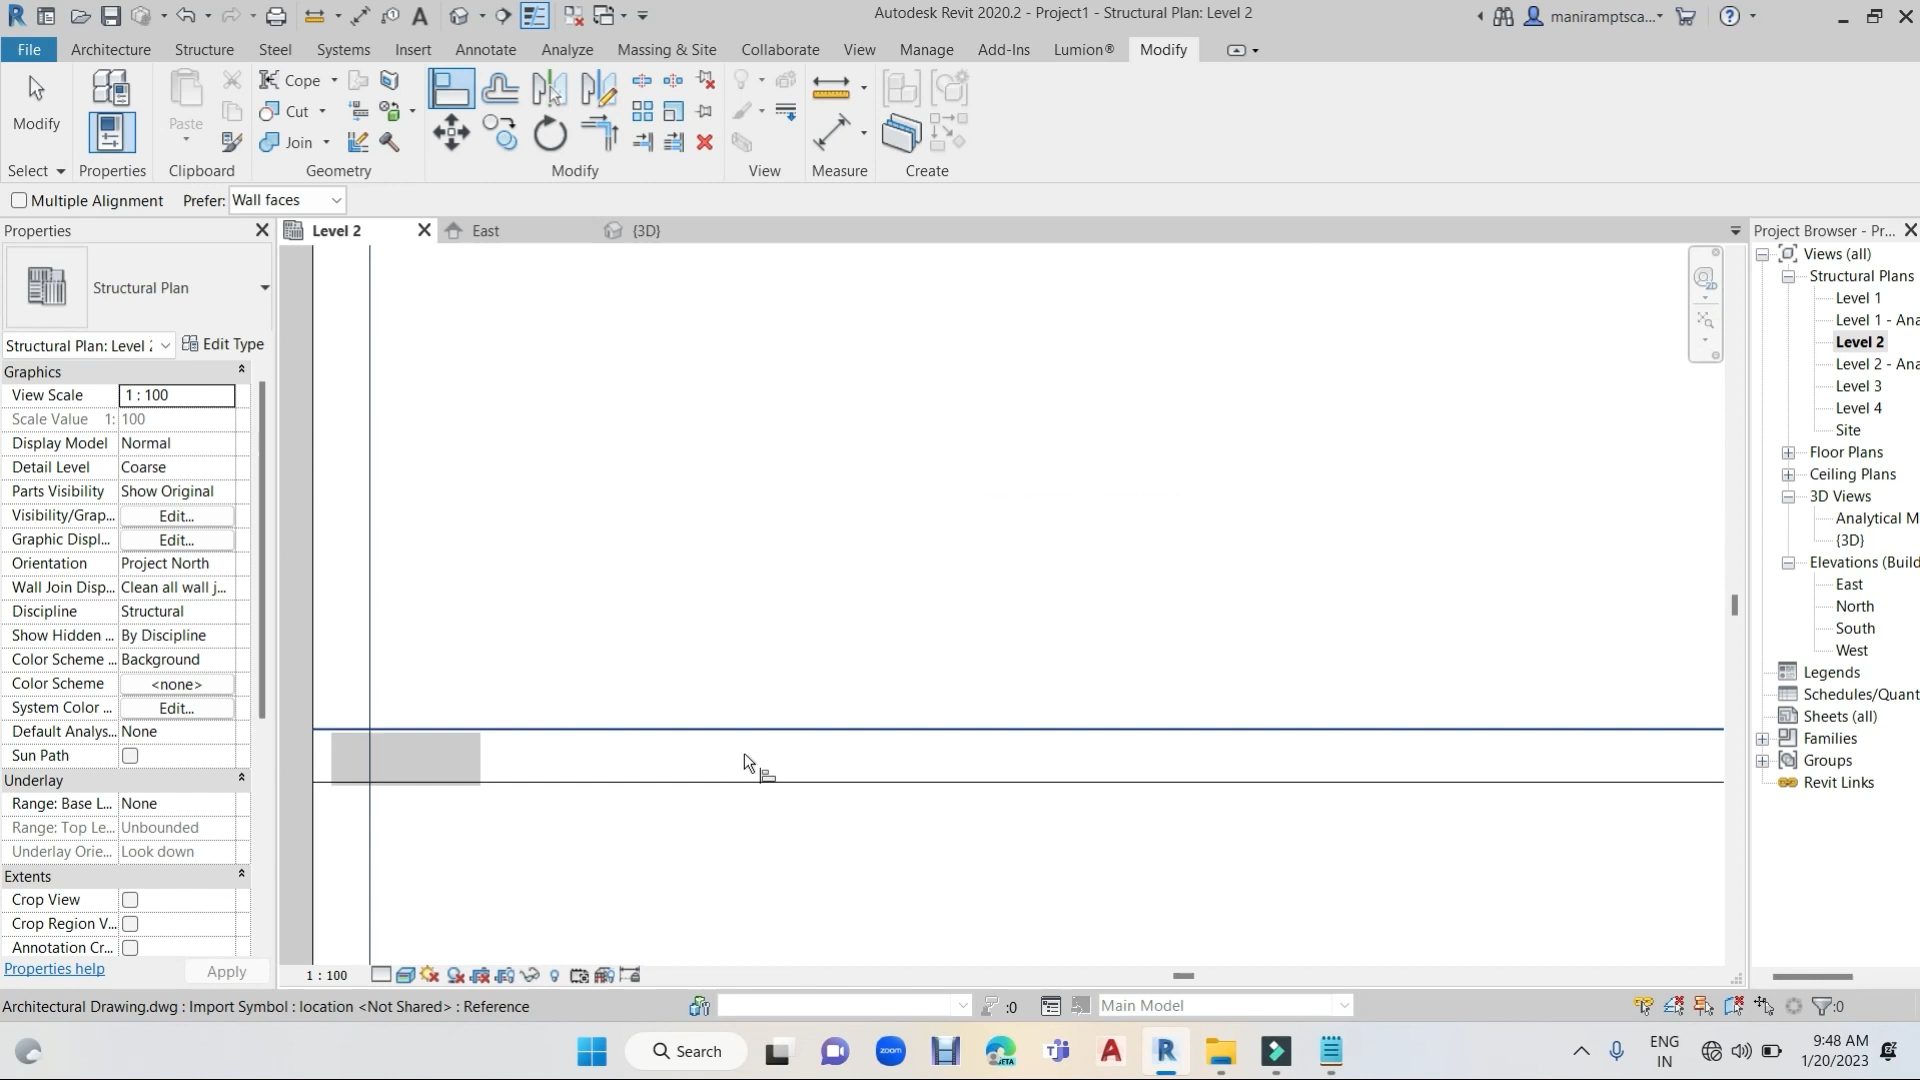 Autodesk Revit 2020.2 - Project1 - Structural Plan: Level 2
maniramptsca...
File Architecture Structure Steel Systems Insert Annotate Analyze Massing & Site Collaborate View Manage Add-Ins Lumion® Modify
Modify
Paste
Cope
Cut
Join
Select Properties Clipboard Geometry Modify View Measure Create
Multiple Alignment Prefer: Wall faces
Properties
Level 2 East {3D}
Project Browser - Pr...
Structural Plan
Structural Plan: Level 2 Edit Type
Graphics
View Scale 1 : 100
Scale Value 1: 100
Display Model Normal
Detail Level Coarse
Parts Visibility Show Original
Visibility/Grap... Edit...
Graphic Displ... Edit...
Orientation Project North
Wall Join Disp... Clean all wall j...
Discipline Structural
Show Hidden ... By Discipline
Color Scheme ... Background
Color Scheme <none>
System Color ... Edit...
Default Analys... None
Sun Path
Underlay
Range: Base L... None
Range: Top Le... Unbounded
Underlay Orie... Look down
Extents
Crop View
Crop Region V...
Annotation Cr...
Properties help Apply
2D
Views (all)
Structural Plans
Level 1
Level 1 - Ana
Level 2
Level 2 - Ana
Level 3
Level 4
Site
Floor Plans
Ceiling Plans
3D Views
Analytical M
{3D}
Elevations (Build
East
North
South
West
Legends
Schedules/Quant
Sheets (all)
Families
Groups
Revit Links
1 : 100
Architectural Drawing.dwg : Import Symbol : location <Not Shared> : Reference
:0
Main Model
:0
Search
zoom
BETA
ENG
IN
9:48 AM
1/20/2023